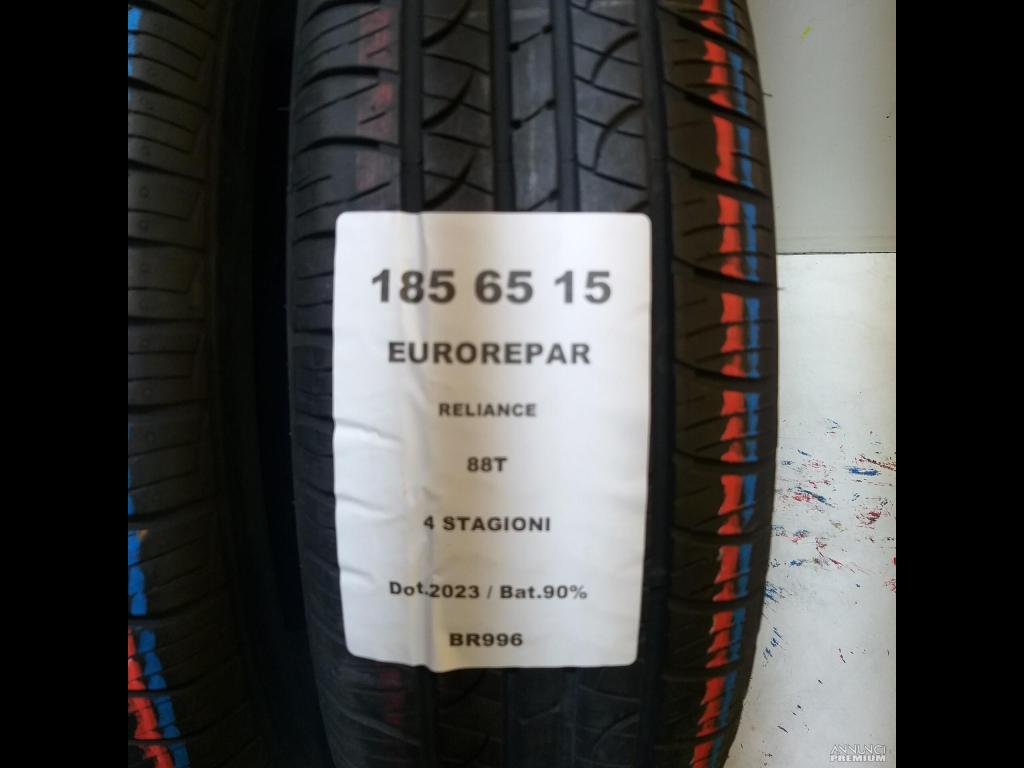 185 65 15
EUROREPAR
RELIANCE
88T
4 STAGIONI
Dot.2023 / Bat.90%
BR996
ANNUNCI
PREMIUM